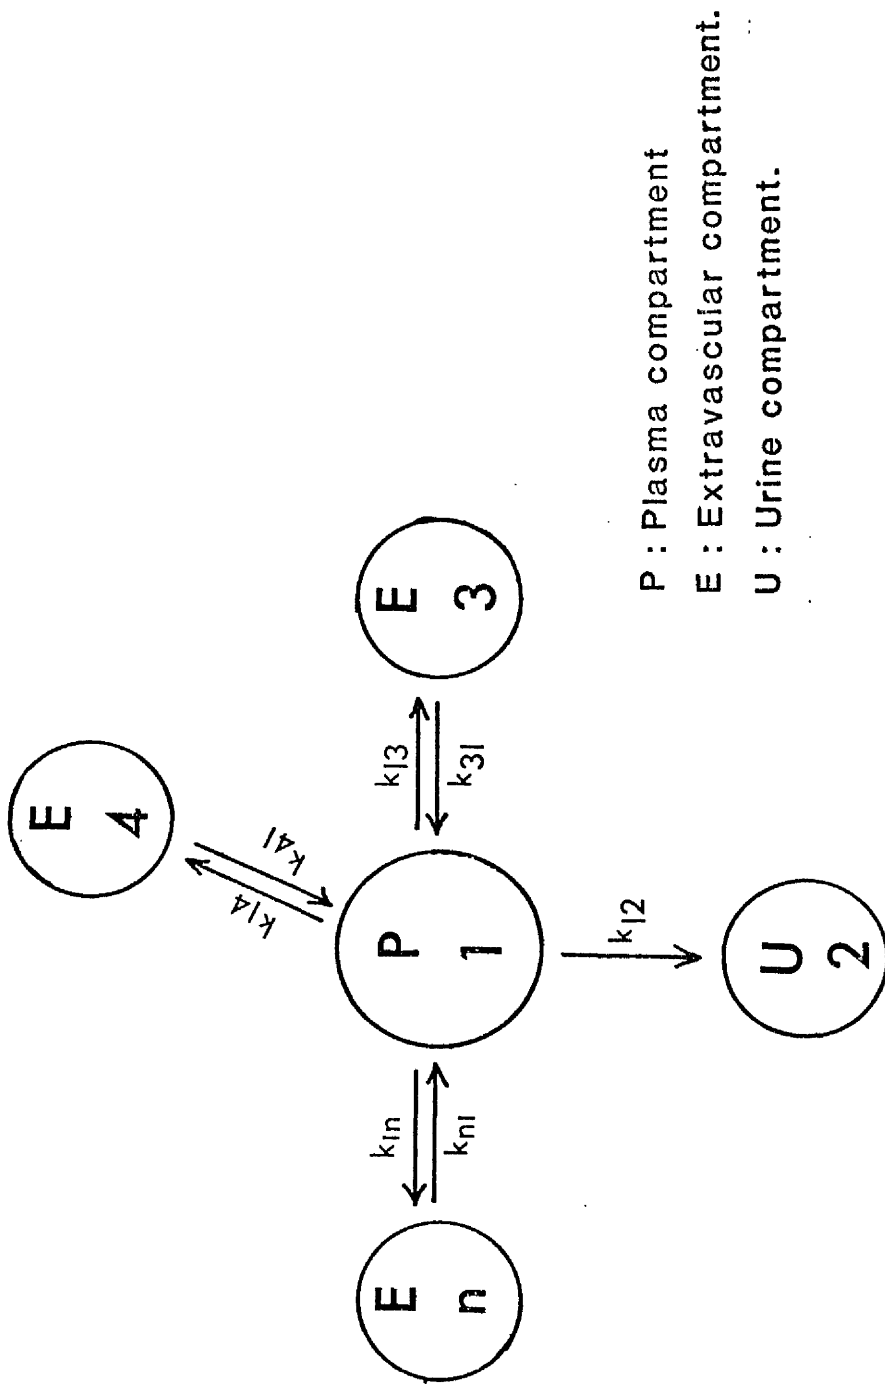 E
4
k14
k41
E
n
k1n
kn1
P
1
k13
k31
E
3
k12
U
2
P : Plasma compartment
E : Extravascular compartment.
U : Urine compartment.